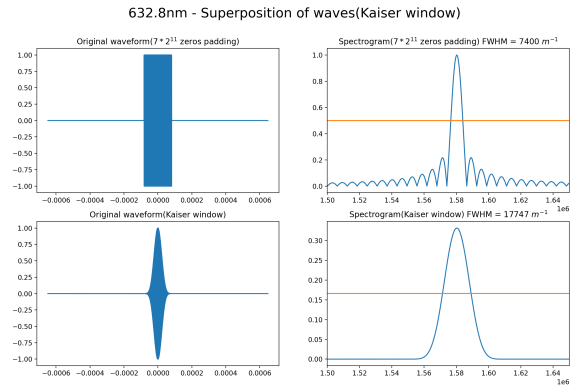 632.8nm - Superposition of waves(Kaiser window)
Original waveform(7 * 2¹¹ zeros padding)
1.00
0.75
0.50
0.25
0.00
−0.25
−0.50
−0.75
−1.00
−0.0006 −0.0004 −0.0002 0.0000 0.0002 0.0004 0.0006
Spectrogram(7 * 2¹¹ zeros padding) FWHM = 7400 m⁻¹
1.0
0.8
0.6
0.4
0.2
0.0
1.50 1.52 1.54 1.56 1.58 1.60 1.62 1.64
1e6
Original waveform(Kaiser window)
1.00
0.75
0.50
0.25
0.00
−0.25
−0.50
−0.75
−1.00
−0.0006 −0.0004 −0.0002 0.0000 0.0002 0.0004 0.0006
Spectrogram(Kaiser window) FWHM = 17747 m⁻¹
0.30
0.25
0.20
0.15
0.10
0.05
0.00
1.50 1.52 1.54 1.56 1.58 1.60 1.62 1.64
1e6